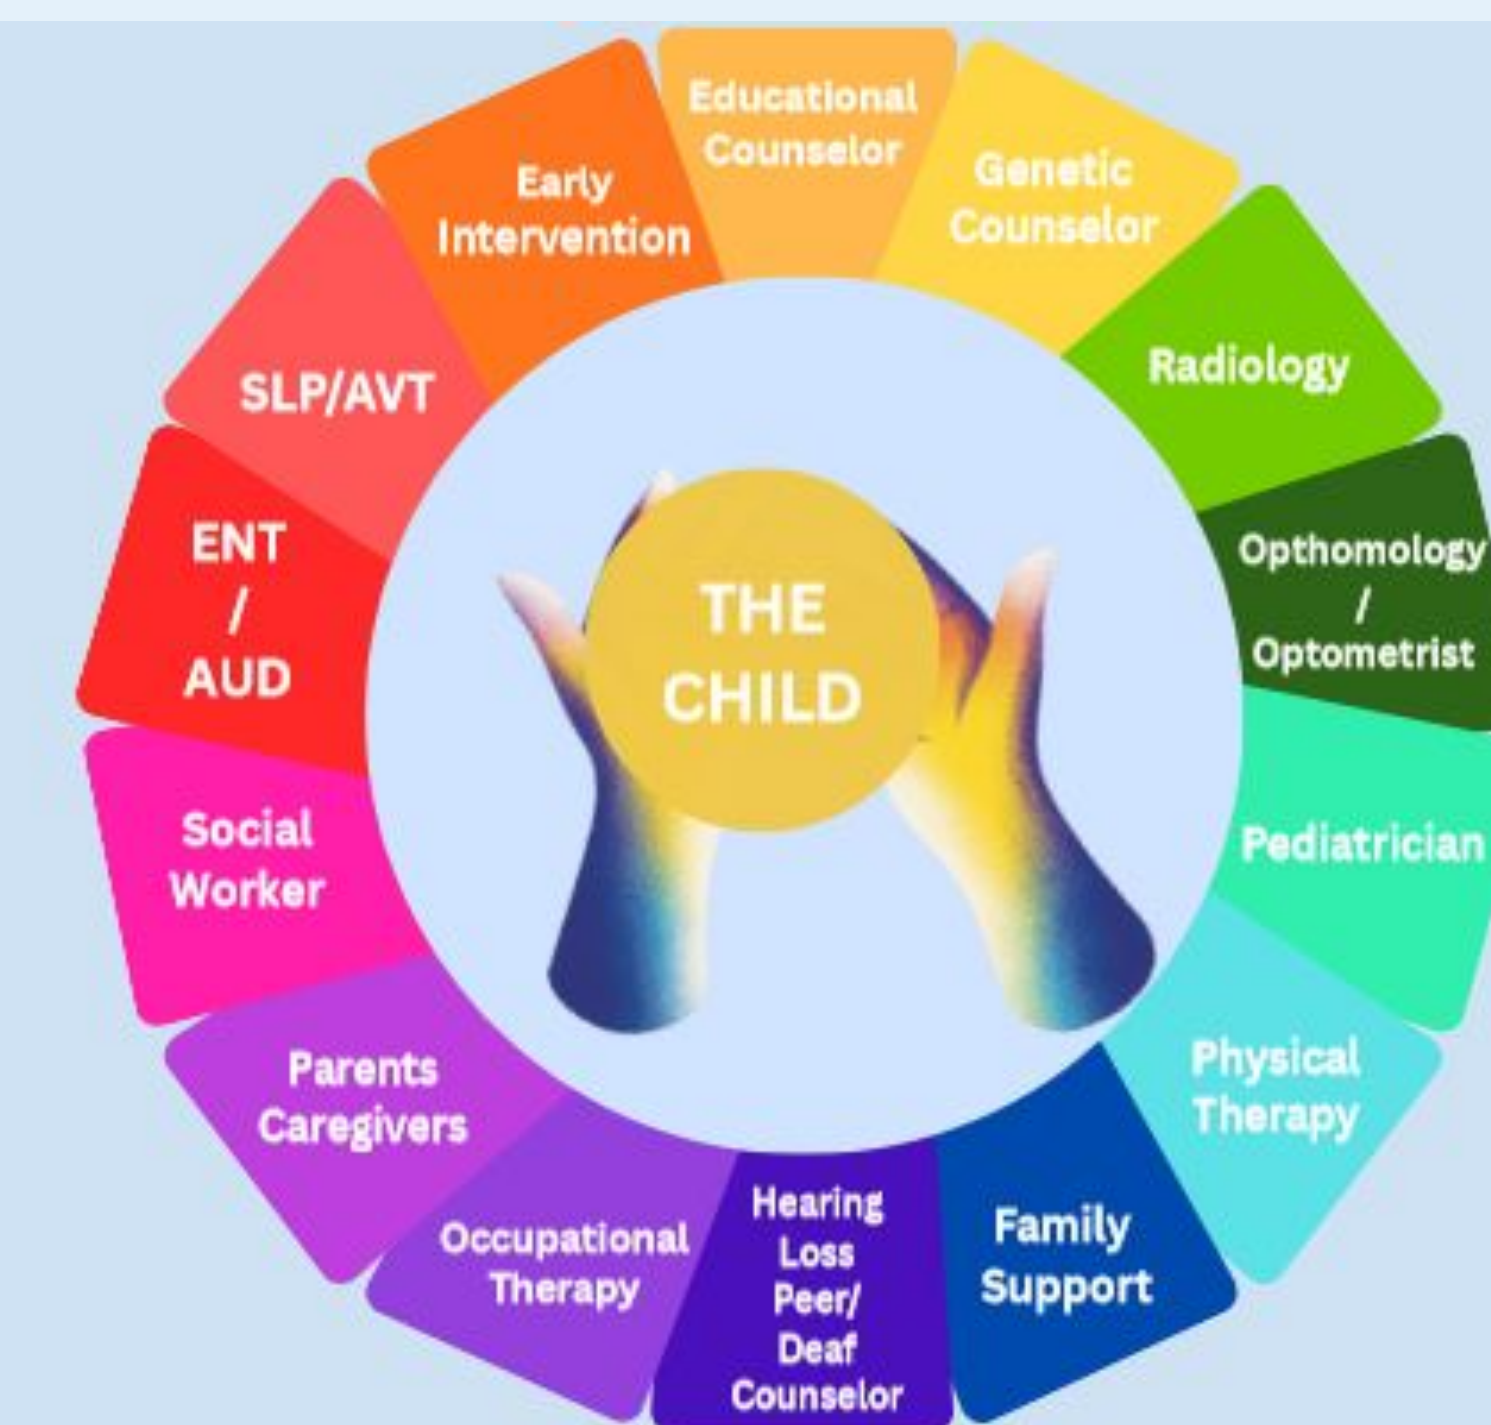 Educational
Counselor
Genetic
Counselor
Radiology
Opthomology
/
Optometrist
Pediatrician
Physical
Therapy
Family
Support
Hearing
Loss
Peer/
Deaf
Counselor
Occupational
Therapy
Parents
Caregivers
Social
Worker
ENT
/
AUD
SLP/AVT
Early
Intervention
THE
CHILD